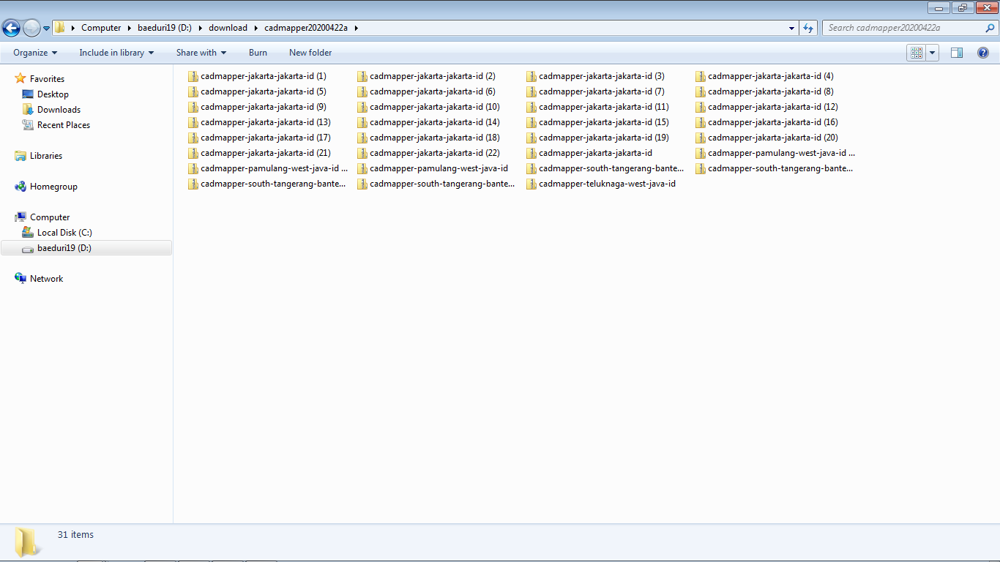 Computer baeduri19 (D:) download cadmapper20200422a Search cadmapper20200422a
Organize Include in library Share with Burn New folder
Favorites
Desktop
Downloads
Recent Places
Libraries
Homegroup
Computer
Local Disk (C:)
baeduri19 (D:)
Network
cadmapper-jakarta-jakarta-id (1) cadmapper-jakarta-jakarta-id (2) cadmapper-jakarta-jakarta-id (3) cadmapper-jakarta-jakarta-id (4)
cadmapper-jakarta-jakarta-id (5) cadmapper-jakarta-jakarta-id (6) cadmapper-jakarta-jakarta-id (7) cadmapper-jakarta-jakarta-id (8)
cadmapper-jakarta-jakarta-id (9) cadmapper-jakarta-jakarta-id (10) cadmapper-jakarta-jakarta-id (11) cadmapper-jakarta-jakarta-id (12)
cadmapper-jakarta-jakarta-id (13) cadmapper-jakarta-jakarta-id (14) cadmapper-jakarta-jakarta-id (15) cadmapper-jakarta-jakarta-id (16)
cadmapper-jakarta-jakarta-id (17) cadmapper-jakarta-jakarta-id (18) cadmapper-jakarta-jakarta-id (19) cadmapper-jakarta-jakarta-id (20)
cadmapper-jakarta-jakarta-id (21) cadmapper-jakarta-jakarta-id (22) cadmapper-jakarta-jakarta-id cadmapper-pamulang-west-java-id ...
cadmapper-pamulang-west-java-id ... cadmapper-pamulang-west-java-id cadmapper-south-tangerang-bante... cadmapper-south-tangerang-bante...
cadmapper-south-tangerang-bante... cadmapper-south-tangerang-bante... cadmapper-teluknaga-west-java-id
31 items